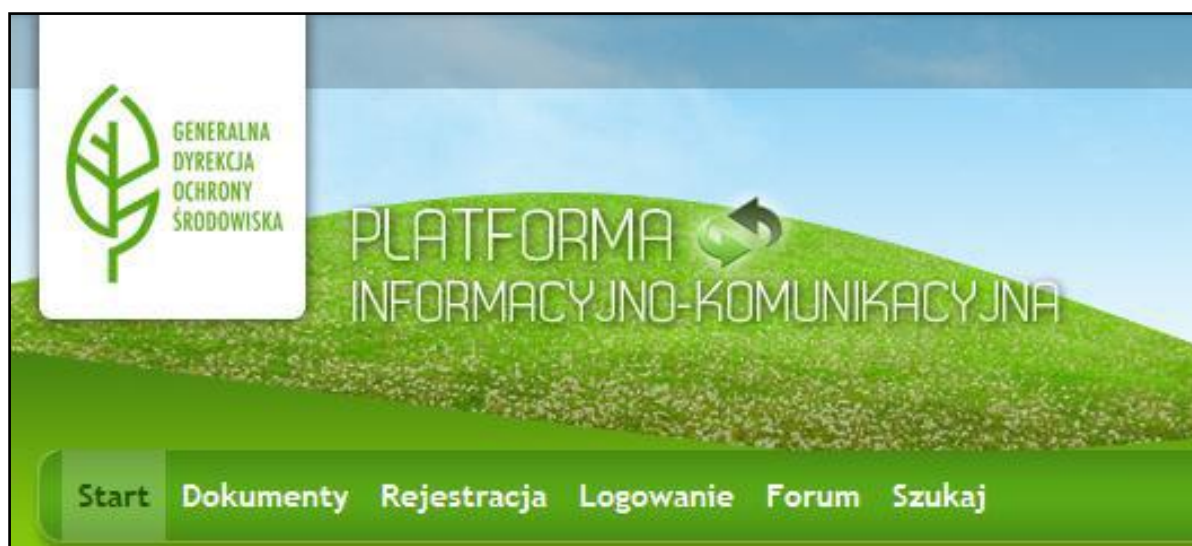 GENERALNA
DYREKCJA
OCHRONY
ŚRODOWISKA
PLATFORMA
INFORMACYJNO-KOMUNIKACYJNA
Start Dokumenty Rejestracja Logowanie Forum Szukaj